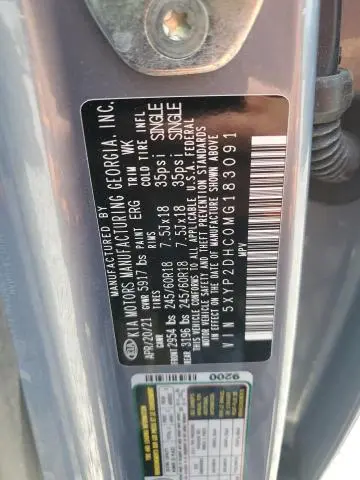 MANUFACTURED BY
KIA MOTORS MANUFACTURING GEORGIA, INC.
APR/20/21 GVWR 5917 lbs PAINT ERG TRIM WK
GAWR TIRES RIMS COLD TIRE INFL
FRONT 2954 lbs 245/60R18 7.5Jx18 35psi SINGLE
REAR 3196 lbs 245/60R18 7.5Jx18 35psi SINGLE
THIS VEHICLE CONFORMS TO ALL APPLICABLE U.S.A. FEDERAL
MOTOR VEHICLE SAFETY AND THEFT PREVENTION STANDARDS
IN EFFECT ON THE DATE OF MANUFACTURE SHOWN ABOVE
VIN 5XYP2DHC0MG183091
MPV
9200